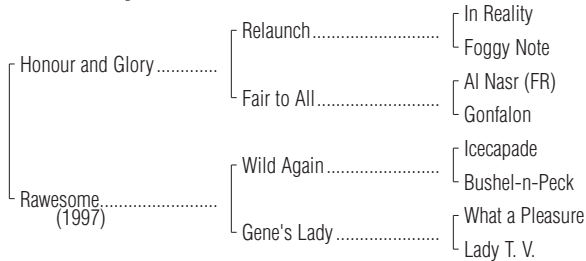 In Reality
Relaunch
Foggy Note
Honour and Glory
Al Nasr (FR)
Fair to All
Gonfalon
Icecapade
Wild Again
Bushel-n-Peck
Rawesome
(1997)
What a Pleasure
Gene's Lady
Lady T. V.